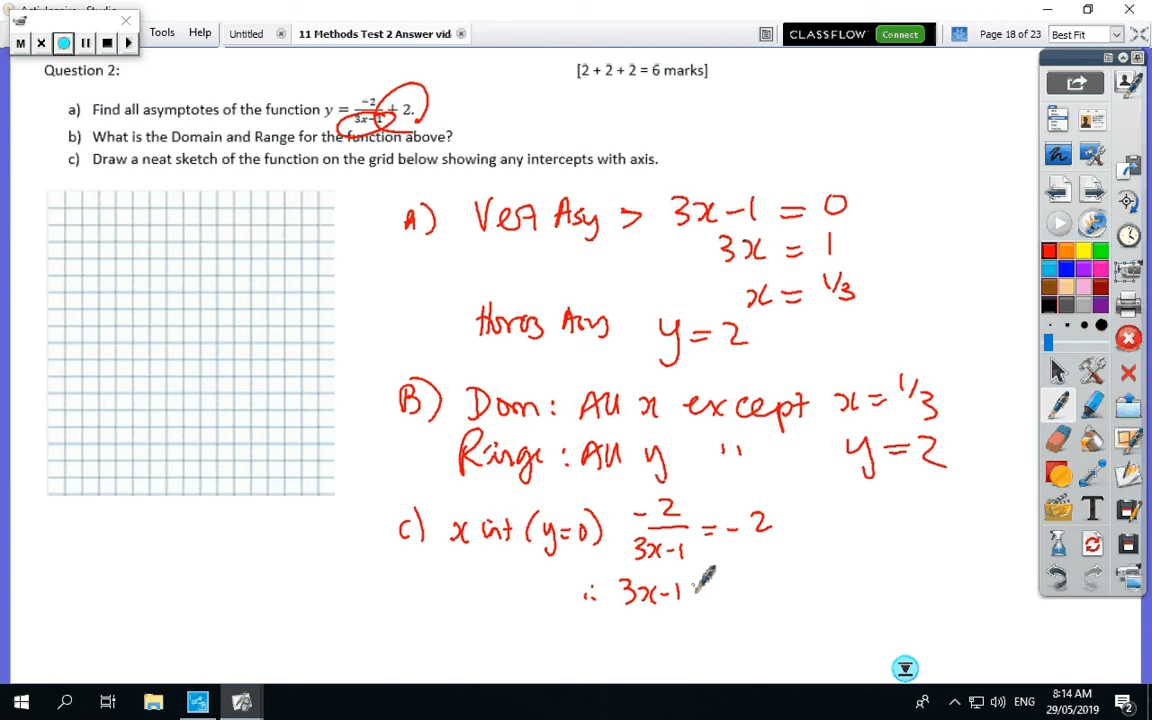 Tools Help Untitled 11 Methods Test 2 Answer vid CLASSFLOW Connect Page 18 of 23 Best Fit
M
Question 2: [2 + 2 + 2 = 6 marks]
a) Find all asymptotes of the function y = -2/(3x-1) + 2.
b) What is the Domain and Range for the function above?
c) Draw a neat sketch of the function on the grid below showing any intercepts with axis.
A) Vert Asy > 3x-1 = 0
3x = 1
x = 1/3
y = 2
B) Dom: All x except x = 1/3
Range: All y " y = 2
C) x int (y=0) -2/(3x-1) = -2
∴ 3x-1
T
ENG
8:14 AM
29/05/2019
2